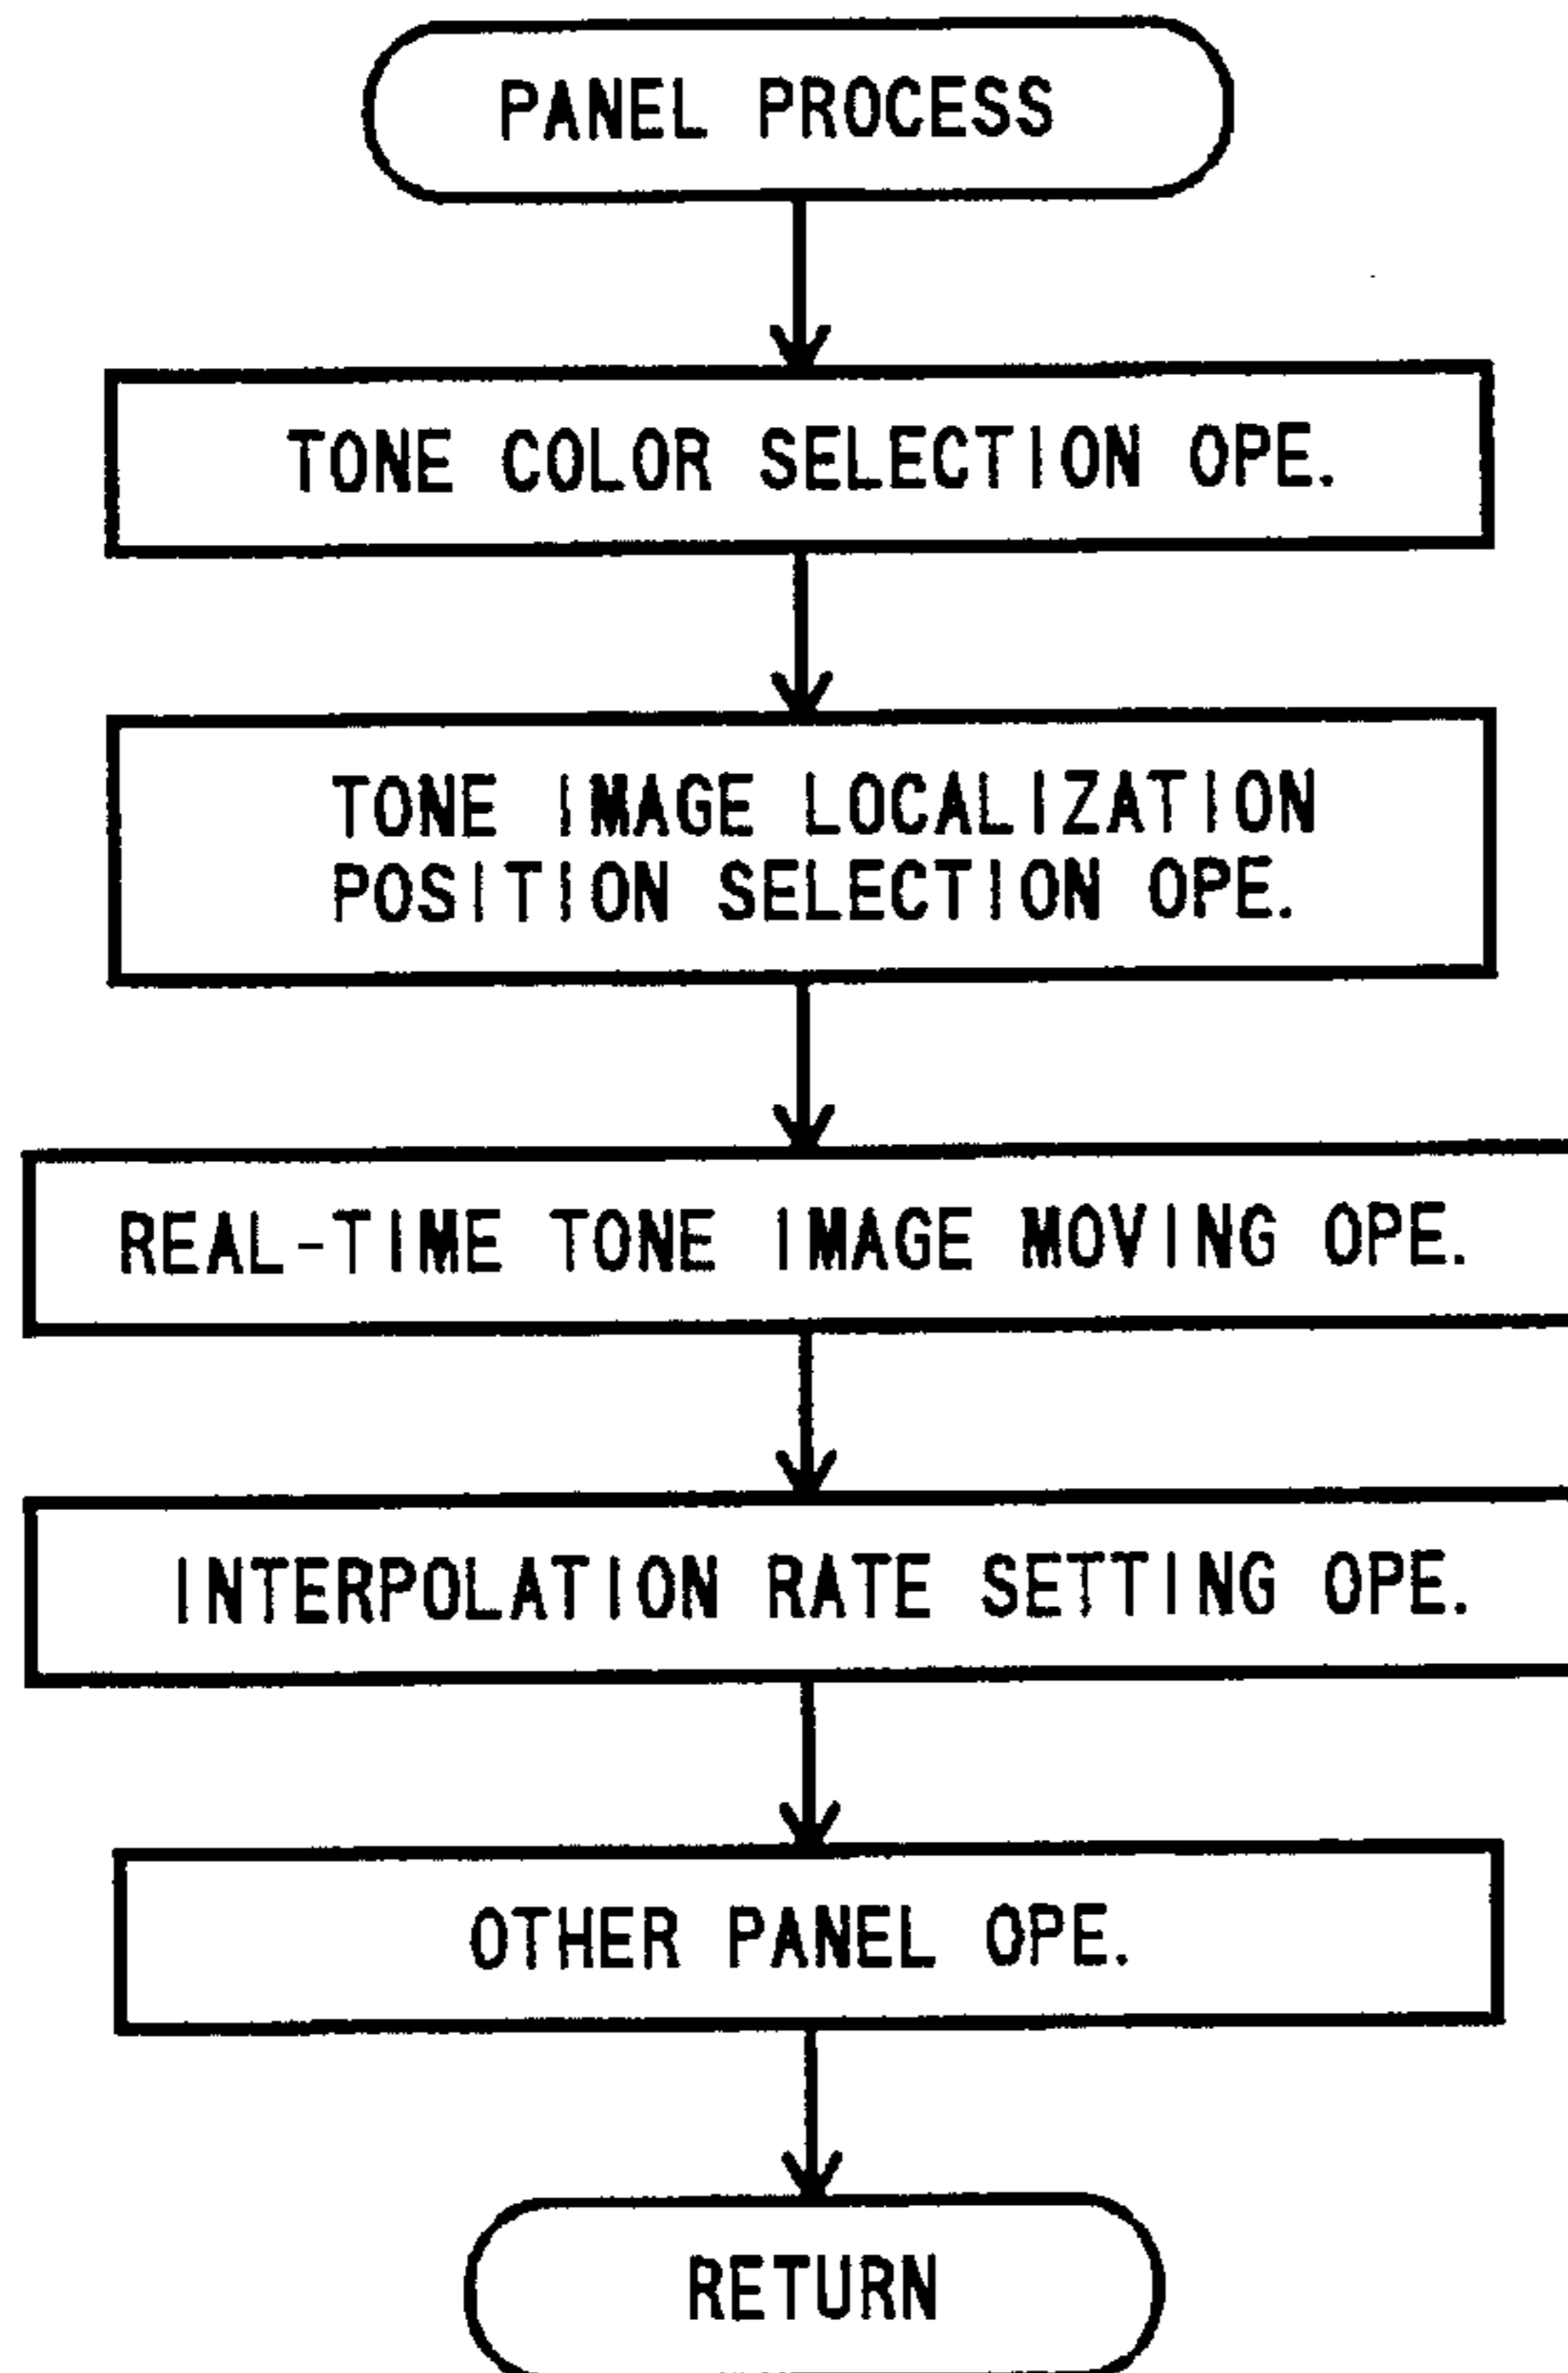 PANEL PROCESS
TONE COLOR SELECTION OPE.
TONE IMAGE LOCALIZATION
POSITION SELECTION OPE.
REAL-TIME TONE IMAGE MOVING OPE.
INTERPOLATION RATE SETTING OPE.
OTHER PANEL OPE.
RETURN